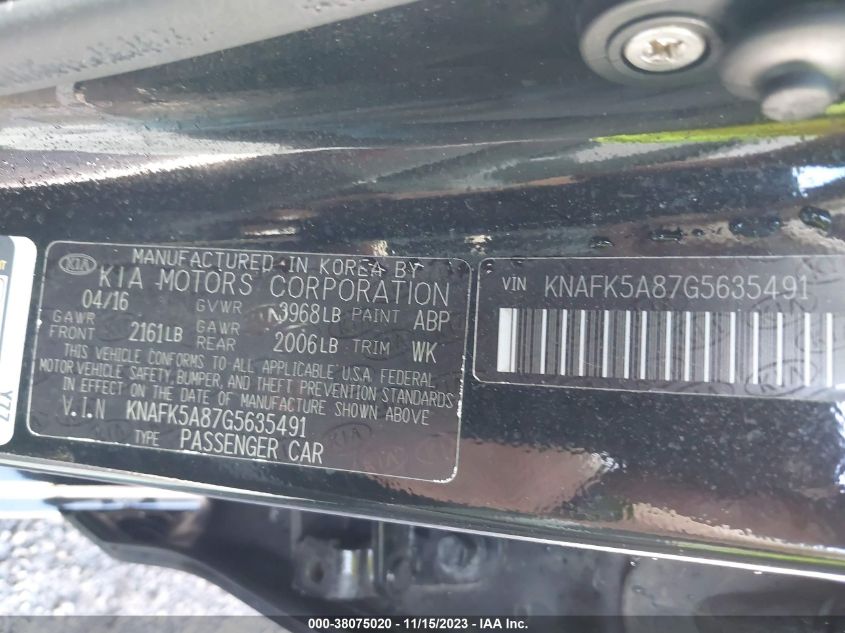 KIA MANUFACTURED IN KOREA BY
KIA MOTORS CORPORATION
04/16 GVWR 3968LB PAINT ABP
GAWR FRONT 2161LB GAWR REAR 2006LB TRIM WK
THIS VEHICLE CONFORMS TO ALL APPLICABLE U.S.A. FEDERAL
MOTOR VEHICLE SAFETY, BUMPER, AND THEFT PREVENTION STANDARDS
IN EFFECT ON THE DATE OF MANUFACTURE SHOWN ABOVE
V.I.N KNAFK5A87G5635491
TYPE PASSENGER CAR
VIN KNAFK5A87G5635491
Y77
000-38075020 - 11/15/2023 - IAA Inc.